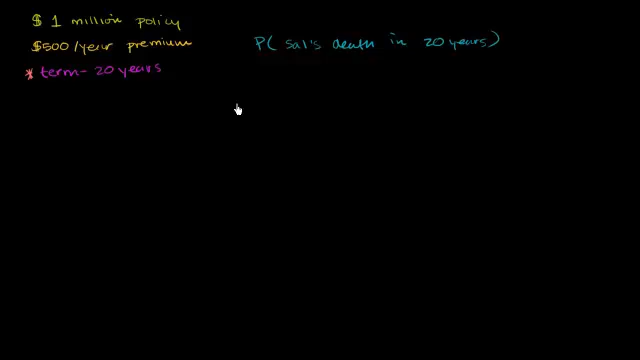 $ 1 million policy
$500/year premium
* term - 20 years
P( Sal's death in 20 years)